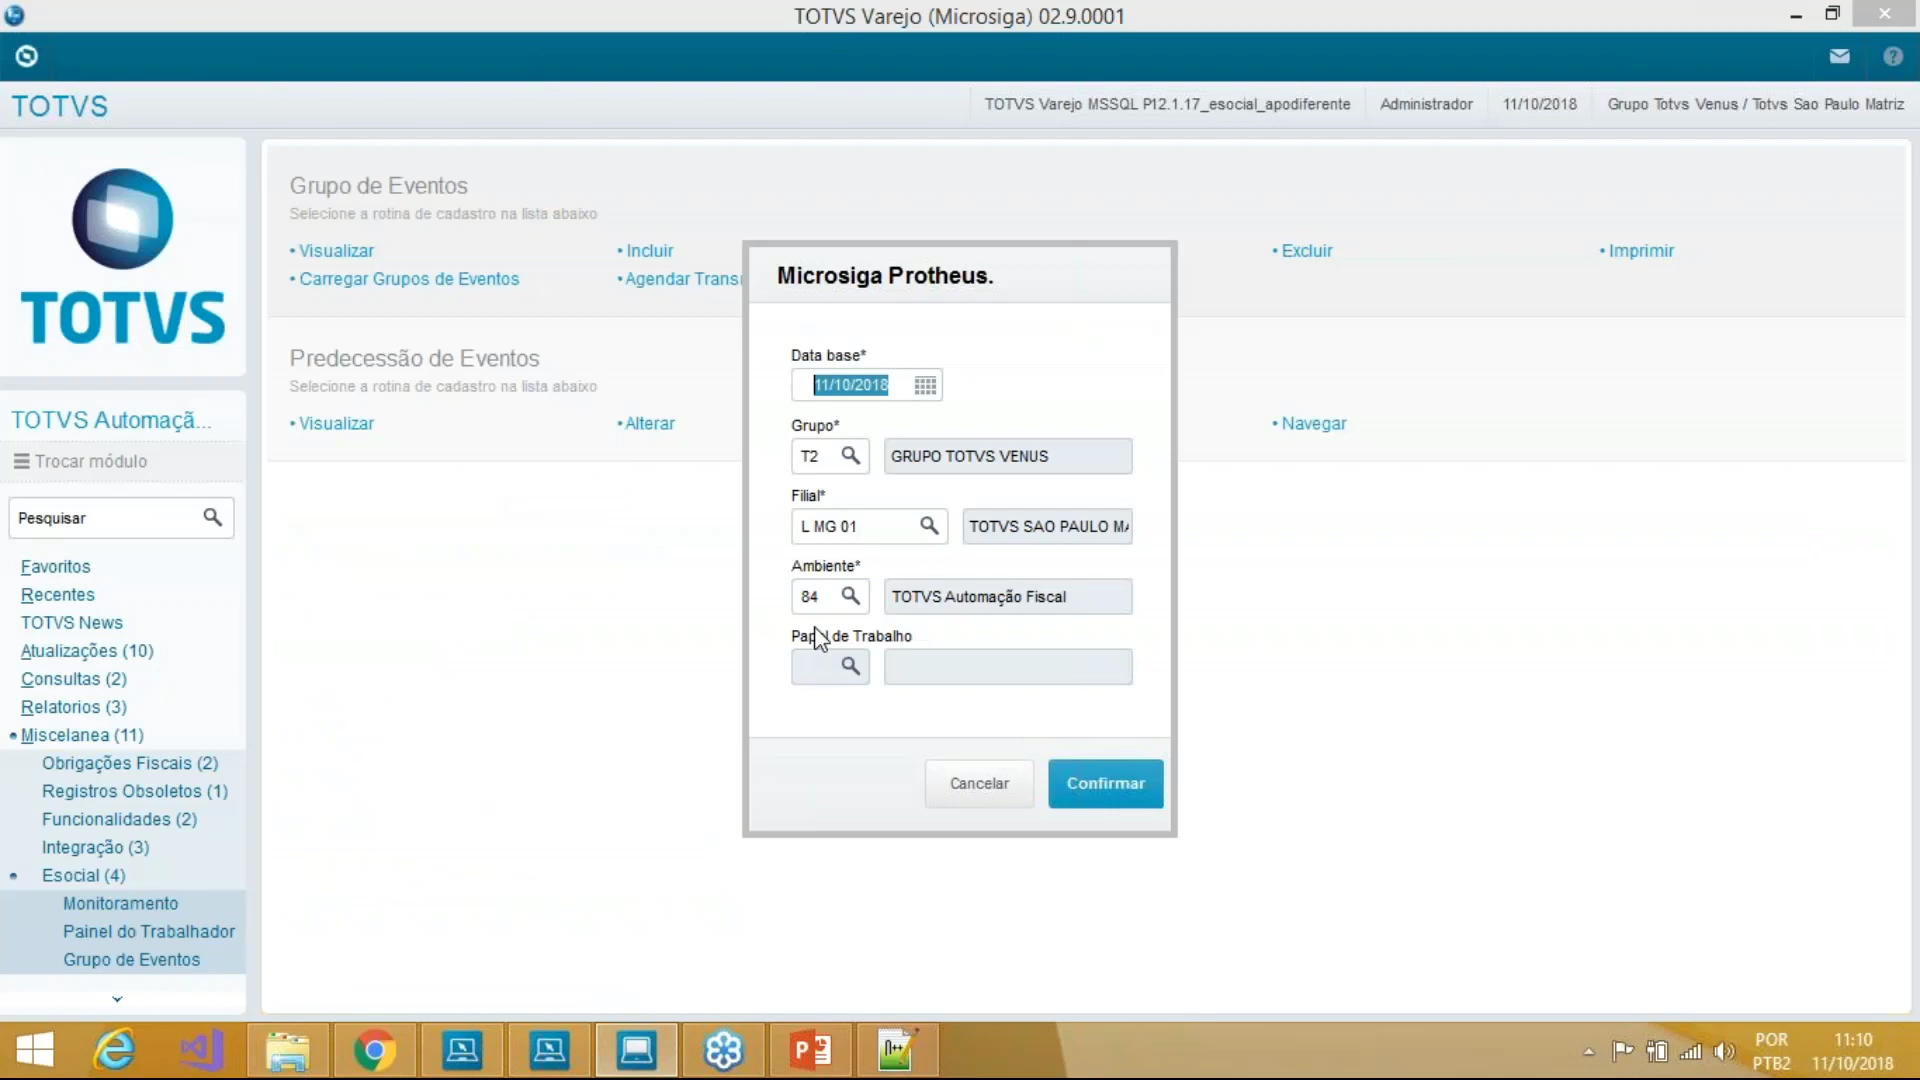 TOTVS Varejo (Microsiga) 02.9.0001
TOTVS
TOTVS Varejo MSSQL P12.1.17_esocial_apodiferente
Administrador
11/10/2018
Grupo Totvs Venus / Totvs Sao Paulo Matriz
TOTVS
TOTVS Automaçã...
Trocar módulo
Pesquisar
Favoritos
Recentes
TOTVS News
Atualizações (10)
Consultas (2)
Relatorios (3)
Miscelanea (11)
Obrigações Fiscais (2)
Registros Obsoletos (1)
Funcionalidades (2)
Integração (3)
Esocial (4)
Monitoramento
Painel do Trabalhador
Grupo de Eventos
Grupo de Eventos
Selecione a rotina de cadastro na lista abaixo
• Visualizar
• Incluir
• Excluir
• Imprimir
• Carregar Grupos de Eventos
• Agendar
Predecessão de Eventos
Selecione a rotina de cadastro na lista abaixo
• Visualizar
• Alterar
• Navegar
Microsiga Protheus.
Data base*
11/10/2018
Grupo*
T2
GRUPO TOTVS VENUS
Filial*
L MG 01
TOTVS SAO PAULO
Ambiente*
84
TOTVS Automação Fiscal
Papel de Trabalho
Cancelar
Confirmar
POR
PTB2
11:10
11/10/2018